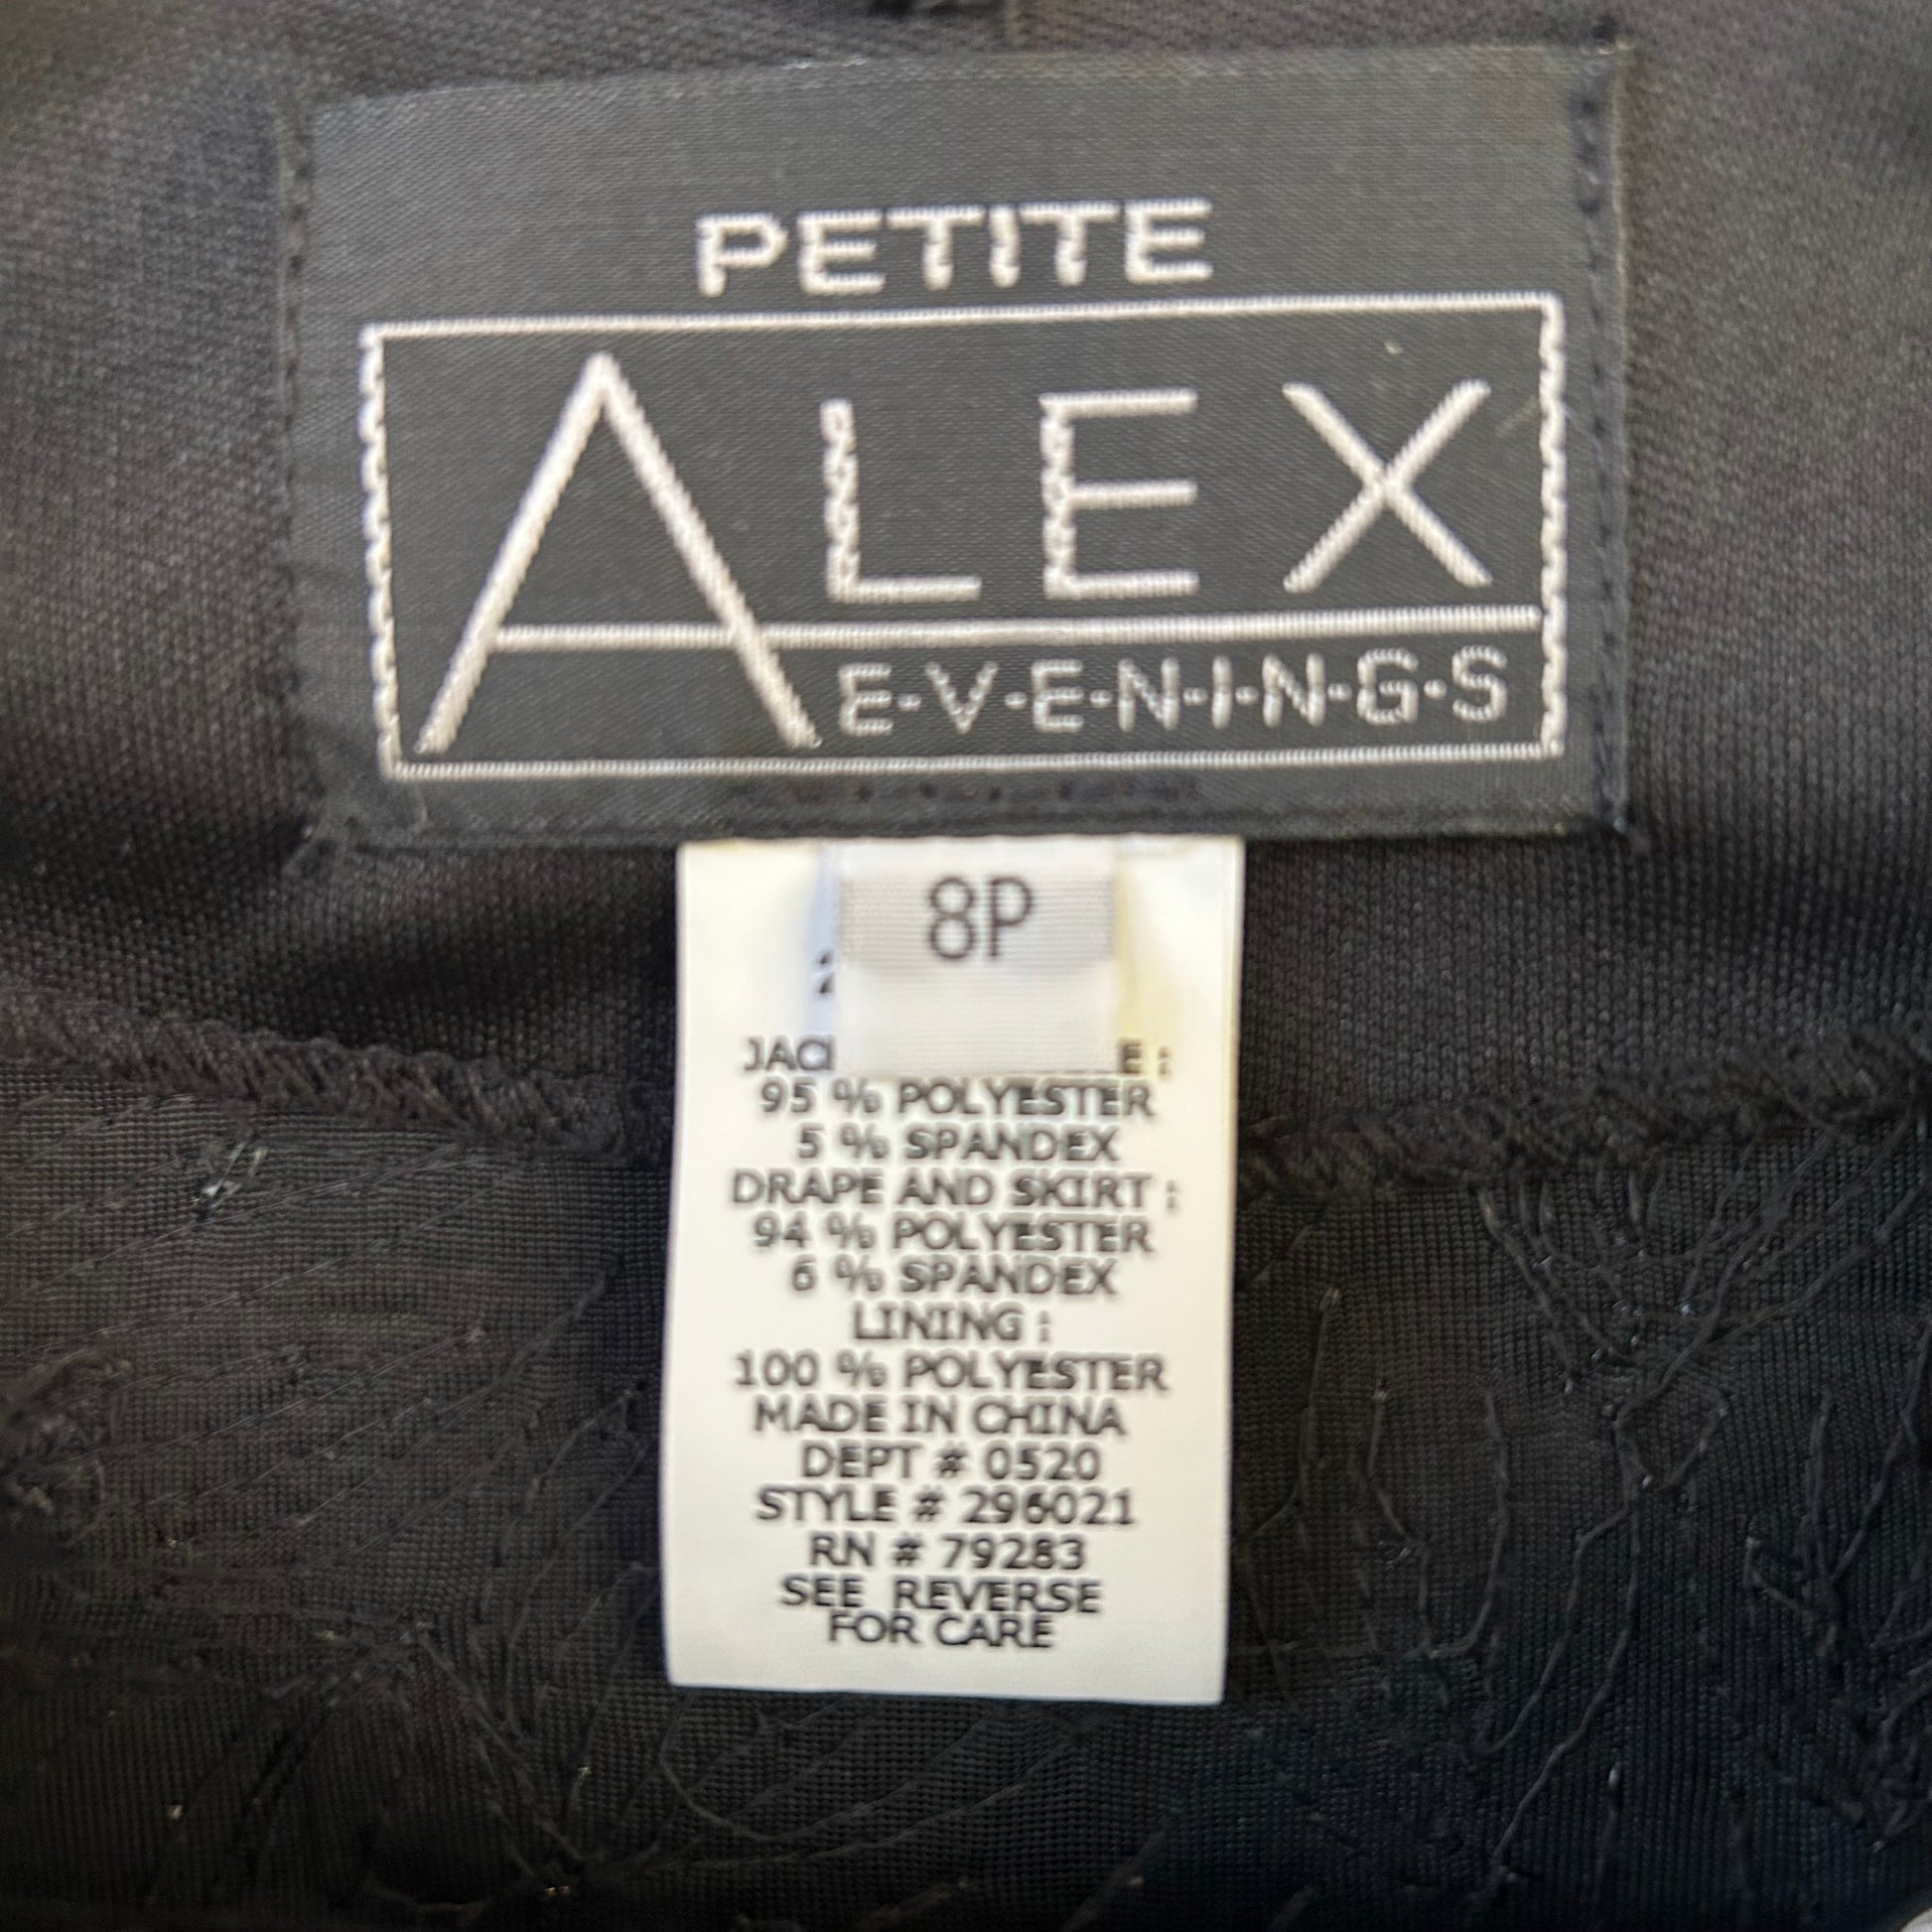 PETITE
ALEX
E·V·E·N·I·N·G·S
8P
95 % POLYESTER
5 % SPANDEX
DRAPE AND SKIRT :
94 % POLYESTER
6 % SPANDEX
LINING :
100 % POLYESTER
MADE IN CHINA
DEPT # 0520
STYLE # 296021
RN # 79283
SEE REVERSE
FOR CARE